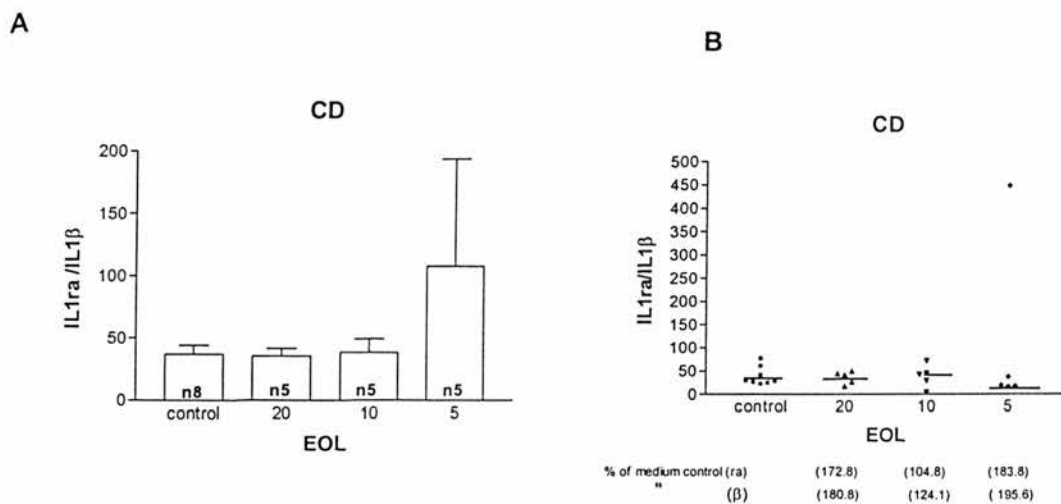 A
CD
IL1ra /IL1β
200
150
100
50
0
n8 n5 n5 n5
control 20 10 5
EOL
B
CD
IL1ra/IL1β
500
450
400
350
300
250
200
150
100
50
0
control 20 10 5
EOL
% of medium control (ra) (172.8) (104.8) (183.8)
" (β) (180.8) (124.1) ( 195.6)